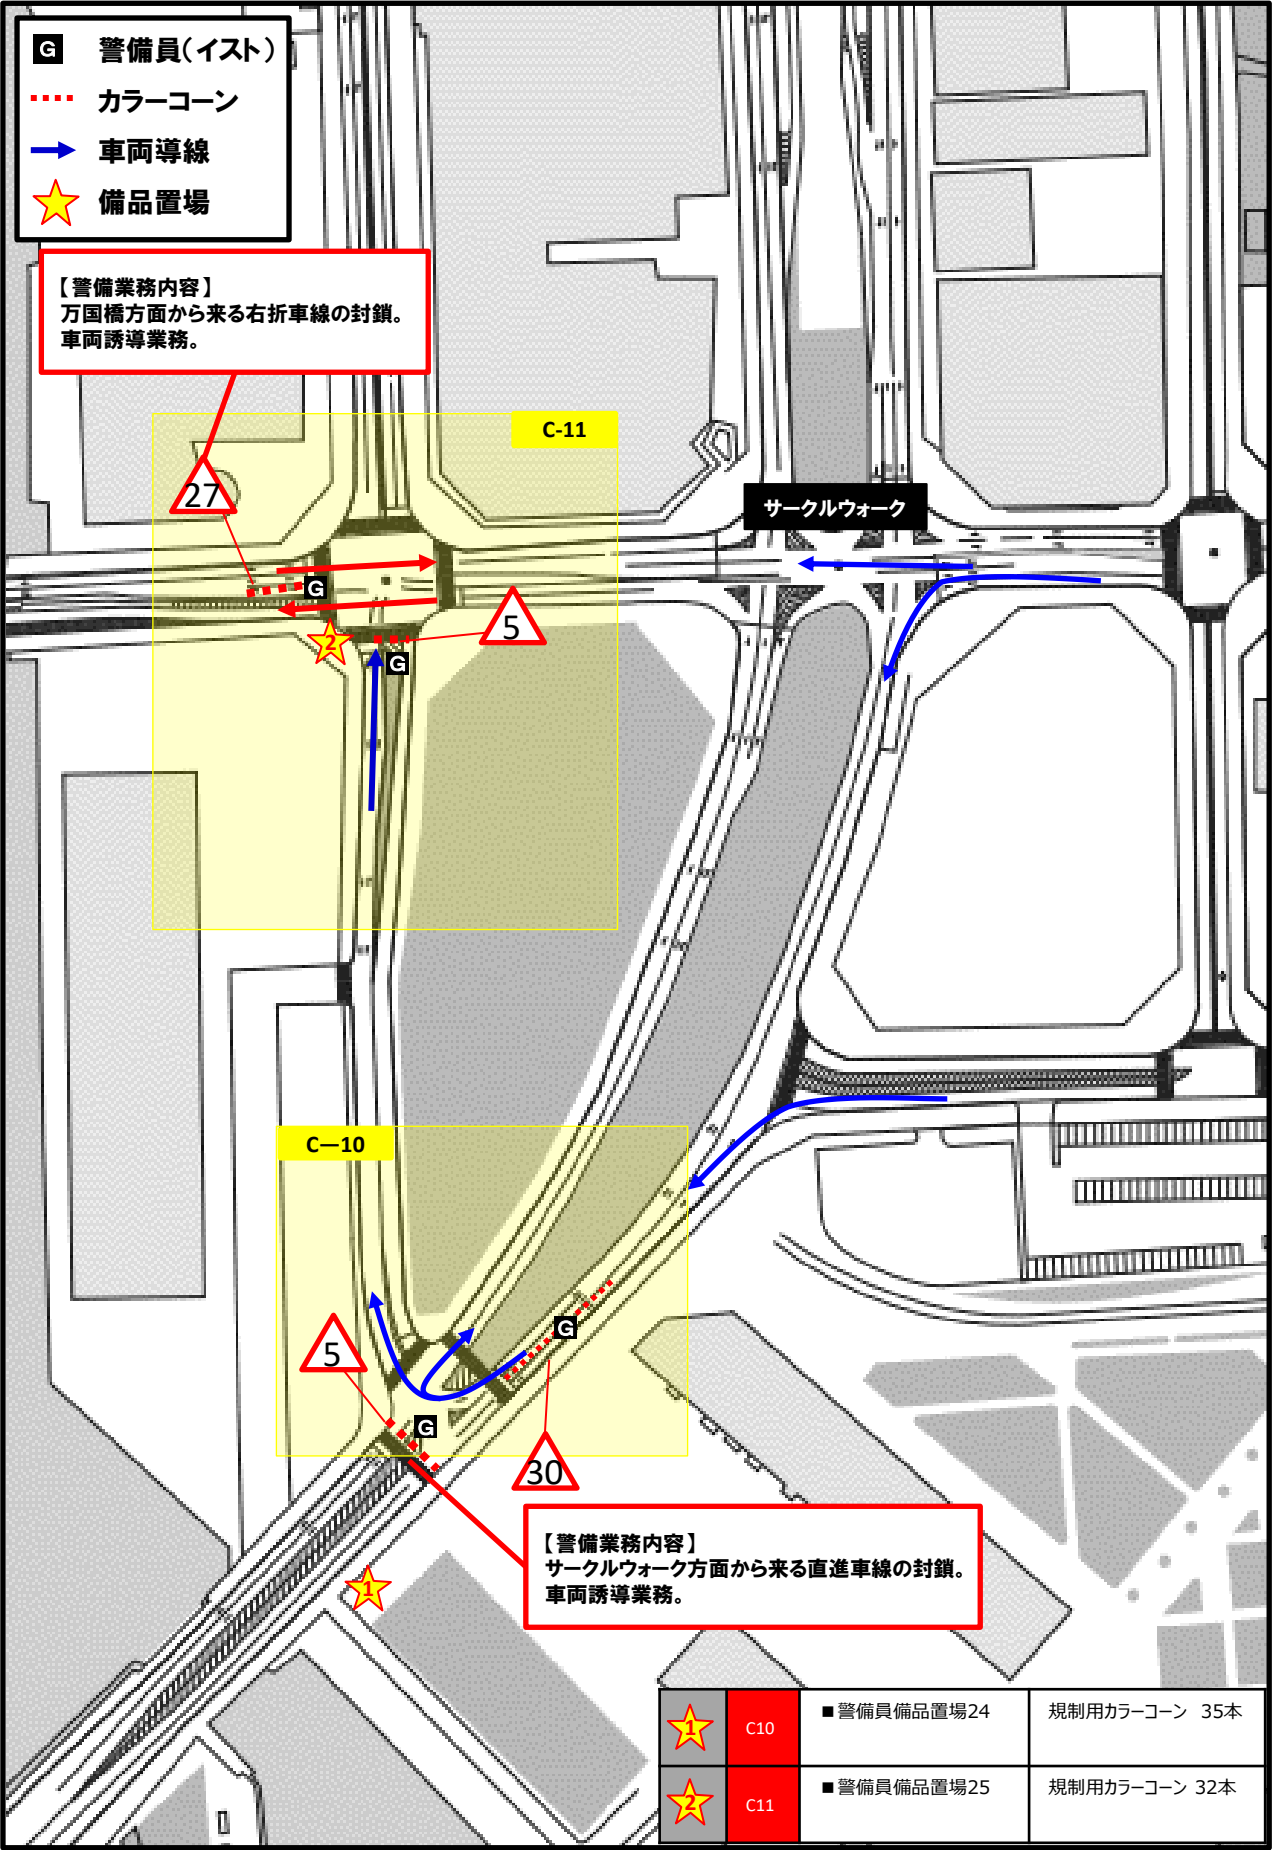 G 警備員(イスト)
カラーコーン
車両導線
備品置場
【警備業務内容】
万国橋方面から来る右折車線の封鎖。
車両誘導業務。
C-11
27
サークルウォーク
G
5
2
G
C—10
5
G
G
30
【警備業務内容】
サークルウォーク方面から来る直進車線の封鎖。
車両誘導業務。
1
1 C10 ■警備員備品置場24 規制用カラーコーン 35本
2 C11 ■警備員備品置場25 規制用カラーコーン 32本